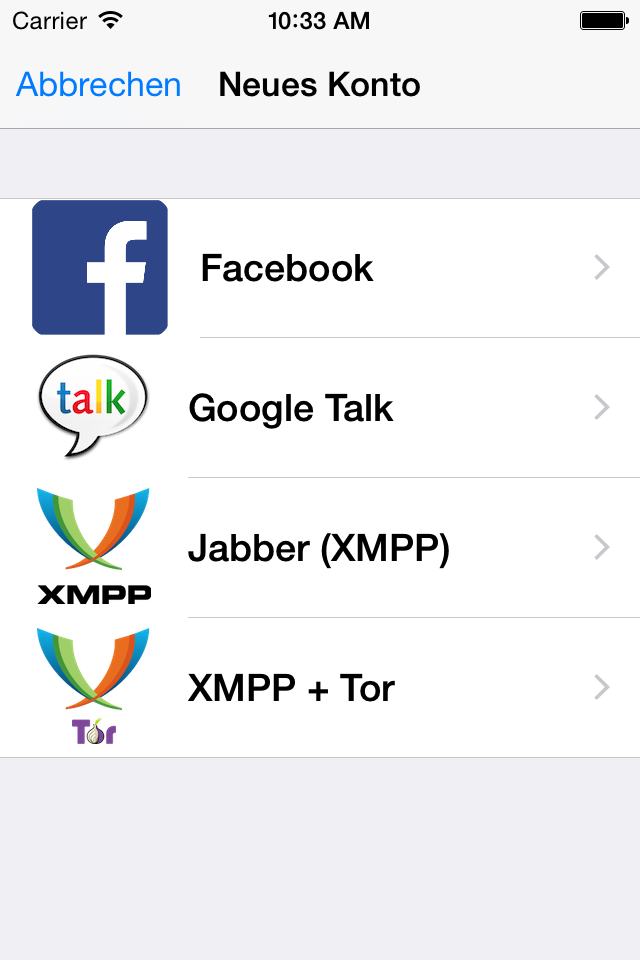 Carrier 10:33 AM
Abbrechen Neues Konto
Facebook
talk
Google Talk
Jabber (XMPP)
XMPP
XMPP + Tor
Tor